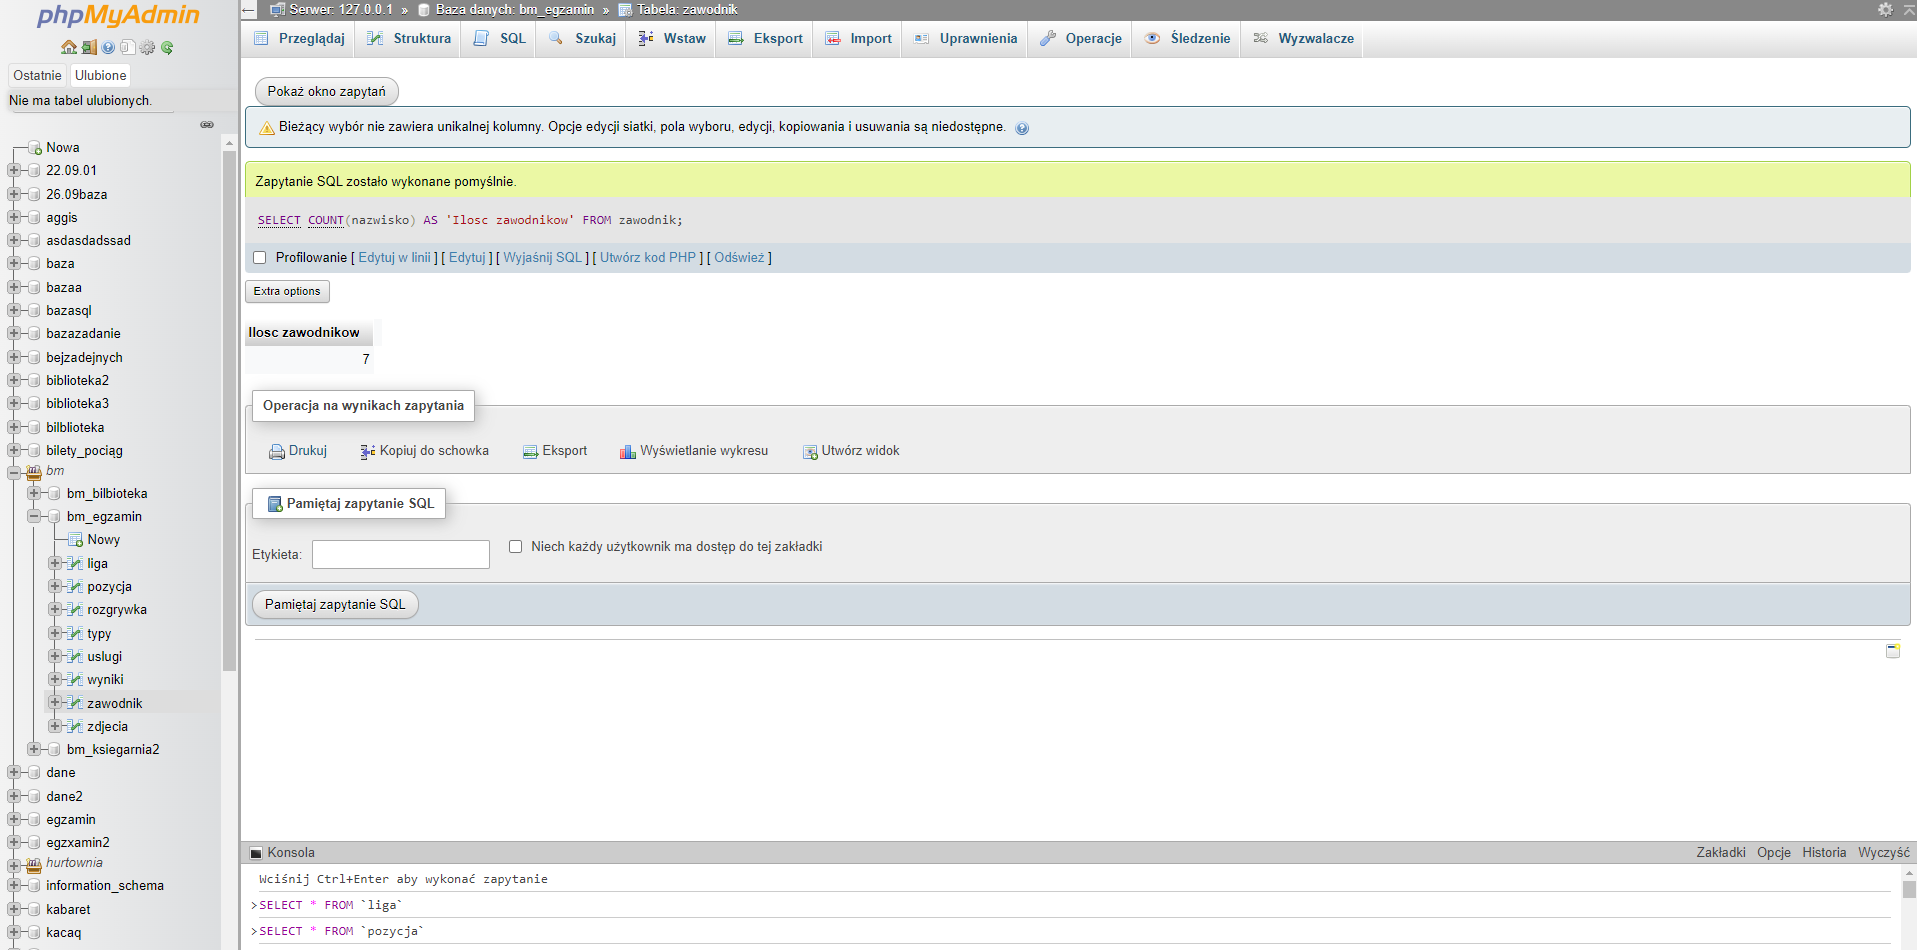 phpMyAdmin
Ostatnie Ulubione
Nie ma tabel ulubionych.
Nowa
22.09.01
26.09baza
aggis
asdasdadssad
baza
bazaa
bazasql
bazazadanie
bejzadejnych
biblioteka2
biblioteka3
bilblioteka
bilety_pociąg
bm
bm_bilbioteka
bm_egzamin
Nowy
liga
pozycja
rozgrywka
typy
uslugi
wyniki
zawodnik
zdjecia
bm_ksiegarnia2
dane
dane2
egzamin
egzxamin2
hurtownia
information_schema
kabaret
kacaq
Serwer: 127.0.0.1 » Baza danych: bm_egzamin » Tabela: zawodnik
Przeglądaj Struktura SQL Szukaj Wstaw Eksport Import Uprawnienia Operacje Śledzenie Wyzwalacze
Pokaż okno zapytań
Bieżący wybór nie zawiera unikalnej kolumny. Opcje edycji siatki, pola wyboru, edycji, kopiowania i usuwania są niedostępne.
Zapytanie SQL zostało wykonane pomyślnie.
SELECT COUNT(nazwisko) AS 'Ilosc zawodnikow' FROM zawodnik;
Profilowanie [ Edytuj w linii ] [ Edytuj ] [ Wyjaśnij SQL ] [ Utwórz kod PHP ] [ Odśwież ]
Extra options
Ilosc zawodnikow
7
Operacja na wynikach zapytania
Drukuj Kopiuj do schowka Eksport Wyświetlanie wykresu Utwórz widok
Pamiętaj zapytanie SQL
Etykieta: Niech każdy użytkownik ma dostęp do tej zakładki
Pamiętaj zapytanie SQL
Konsola Zakładki Opcje Historia Wyczyść
Wciśnij Ctrl+Enter aby wykonać zapytanie
>SELECT * FROM `liga`
>SELECT * FROM `pozycja`